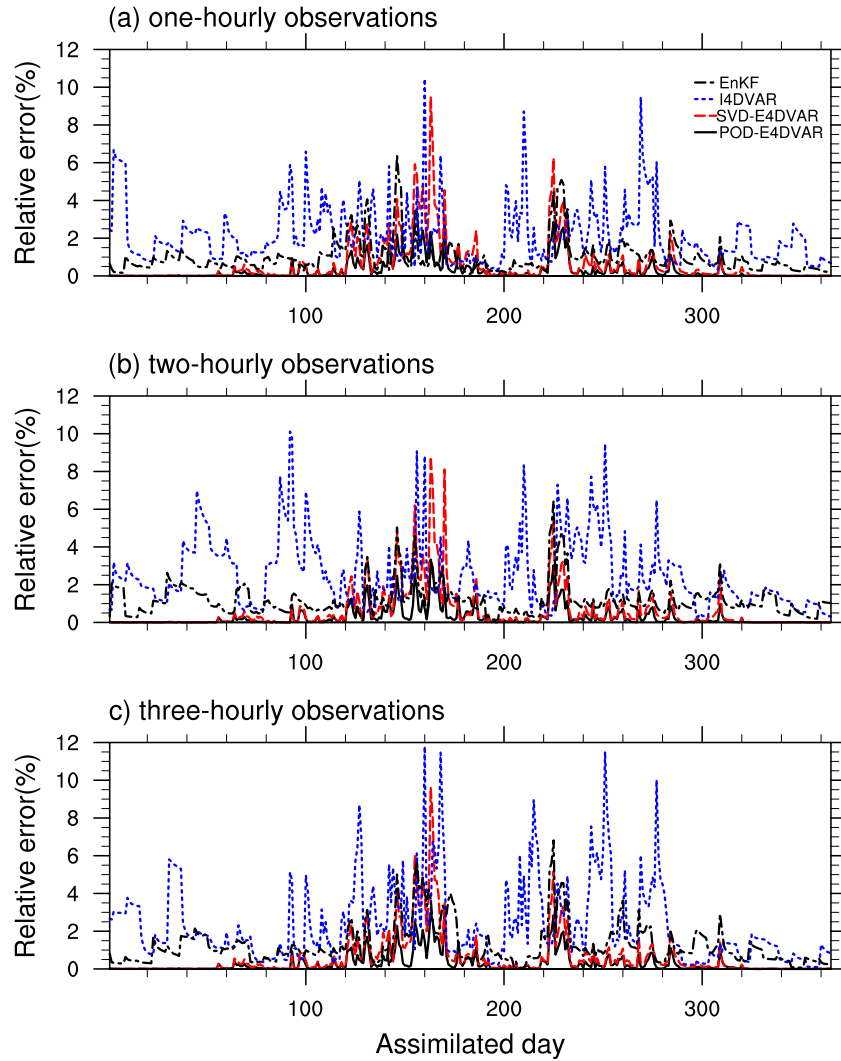 (a) one-hourly observations
Relative error(%)
12
10
8
6
4
2
0
EnKF
I4DVAR
SVD-E4DVAR
POD-E4DVAR
100
200
300
(b) two-hourly observations
Relative error(%)
12
10
8
6
4
2
0
100
200
300
c) three-hourly observations
Relative error(%)
12
10
8
6
4
2
0
100
200
300
Assimilated day